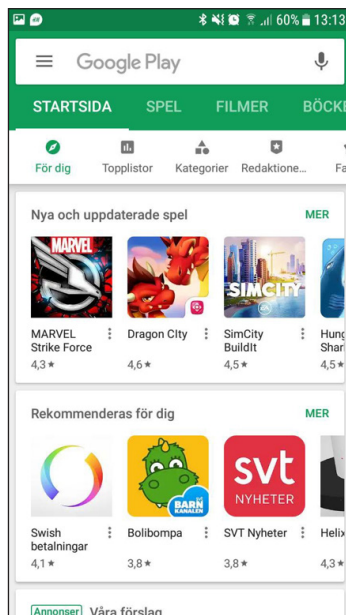 60% 13:13
Google Play
STARTSIDA SPEL FILMER BÖCKE
För dig Topplistor Kategorier Redaktione... Fa
Nya och uppdaterade spel MER
MARVEL
SIMCITY
EA
MARVEL Strike Force
Dragon City
SimCity BuildIt
Hung Shar
4,3★ 4,6★ 4,5★ 4,5★
Rekommenderas för dig MER
BARN KANALEN
svt
NYHETER
Swish betalningar
Bolibompa
SVT Nyheter
Helix
4,1★ 3,8★ 3,8★ 4,3★
Annonser Våra förslag